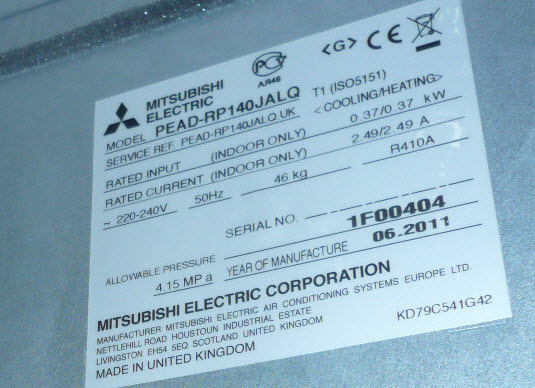 MITSUBISHI
ELECTRIC
AЯ46
<G> CE
MODEL PEAD-RP140JALQ T1 (ISO5151)
SERVICE REF. PEAD-RP140JALQ.UK <COOLING/HEATING>
RATED INPUT (INDOOR ONLY) 0.37/0.37 kW
RATED CURRENT (INDOOR ONLY) 2.49/2.49 A
~ 220-240V 50Hz 46 kg R410A
SERIAL NO. 1F00404
ALLOWABLE PRESSURE
4.15 MPa YEAR OF MANUFACTURE 06.2011
MITSUBISHI ELECTRIC CORPORATION
MANUFACTURER: MITSUBISHI ELECTRIC AIR CONDITIONING SYSTEMS EUROPE LTD.
NETTLEHILL ROAD HOUSTOUN INDUSTRIAL ESTATE
LIVINGSTON EH54 5EQ SCOTLAND UNITED KINGDOM
MADE IN UNITED KINGDOM KD79C541G42